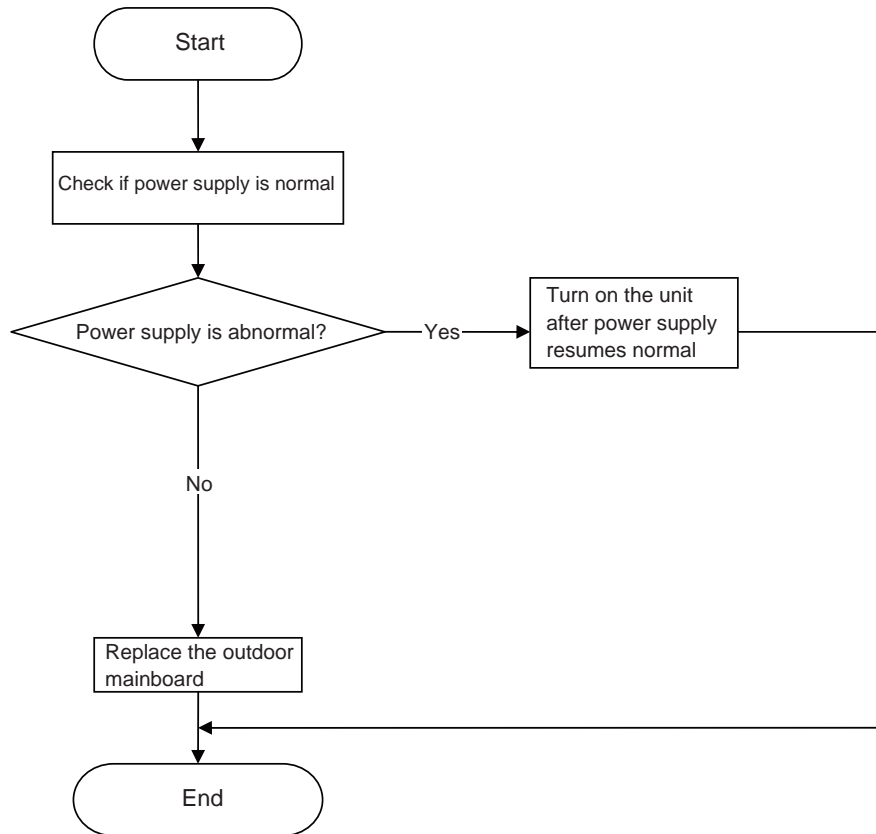 Start
Check if power supply is normal
Power supply is abnormal?
Yes
Turn on the unit
after power supply
resumes normal
No
Replace the outdoor
mainboard
End